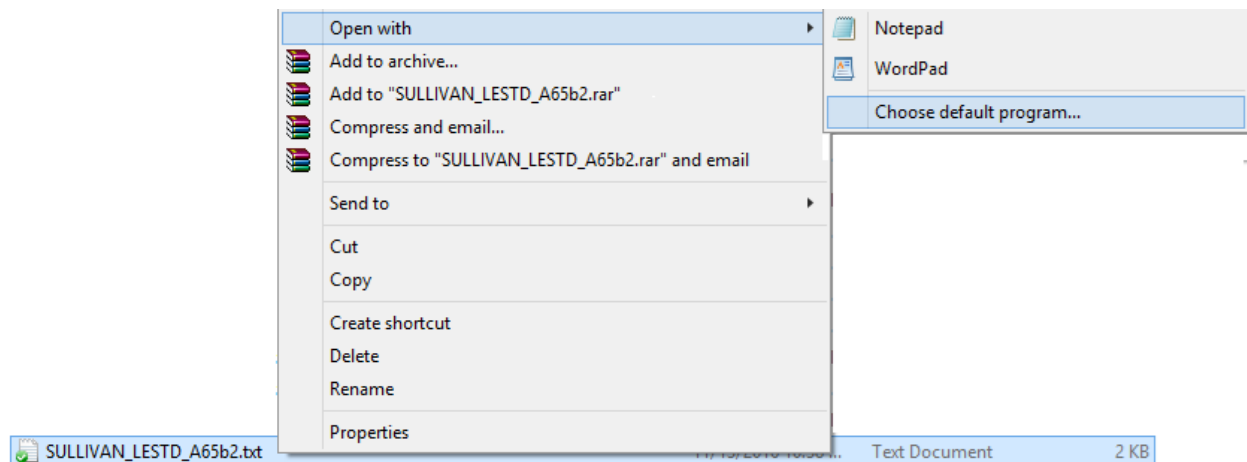 Open with
Notepad
Add to archive...
WordPad
Add to "SULLIVAN_LESTD_A65b2.rar"
Choose default program...
Compress and email...
Compress to "SULLIVAN_LESTD_A65b2.rar" and email
Send to
Cut
Copy
Create shortcut
Delete
Rename
Properties
SULLIVAN_LESTD_A65b2.txt Text Document 2 KB